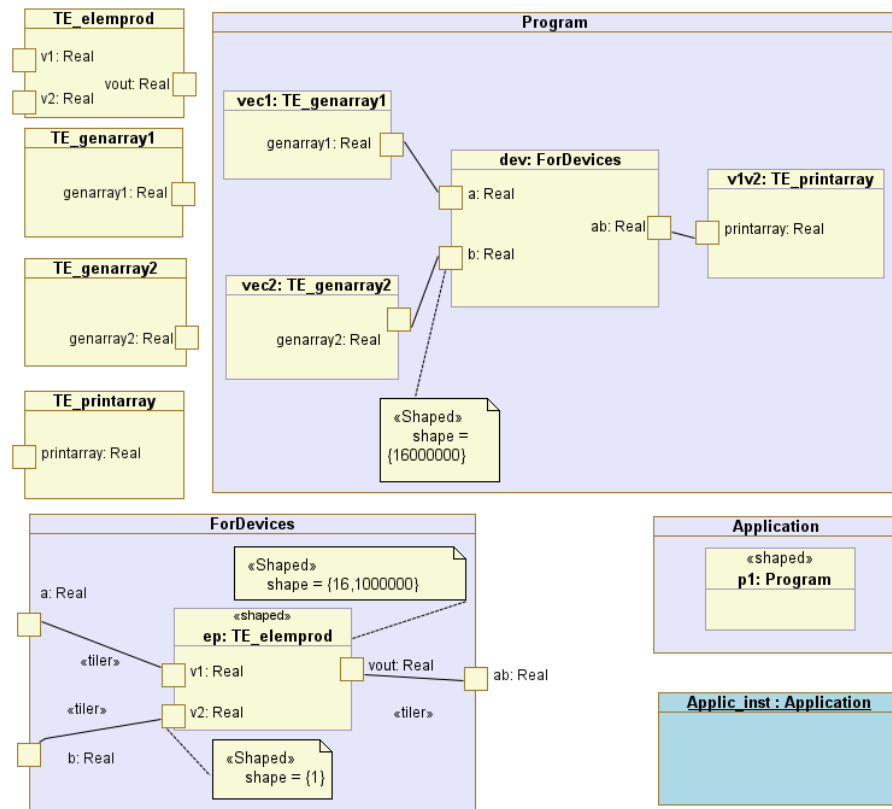 TE_elemprod
v1: Real
vout: Real
v2: Real
TE_genarray1
genarray1: Real
TE_genarray2
genarray2: Real
TE_printarray
printarray: Real
Program
vec1: TE_genarray1
genarray1: Real
dev: ForDevices
a: Real
ab: Real
b: Real
v1v2: TE_printarray
printarray: Real
vec2: TE_genarray2
genarray2: Real
«Shaped»
shape =
{16000000}
ForDevices
«Shaped»
shape = {16,1000000}
a: Real
«shaped»
ep: TE_elemprod
«tiler»
v1: Real
vout: Real
ab: Real
«tiler»
v2: Real
«tiler»
b: Real
«Shaped»
shape = {1}
Application
«shaped»
p1: Program
Applic_inst : Application